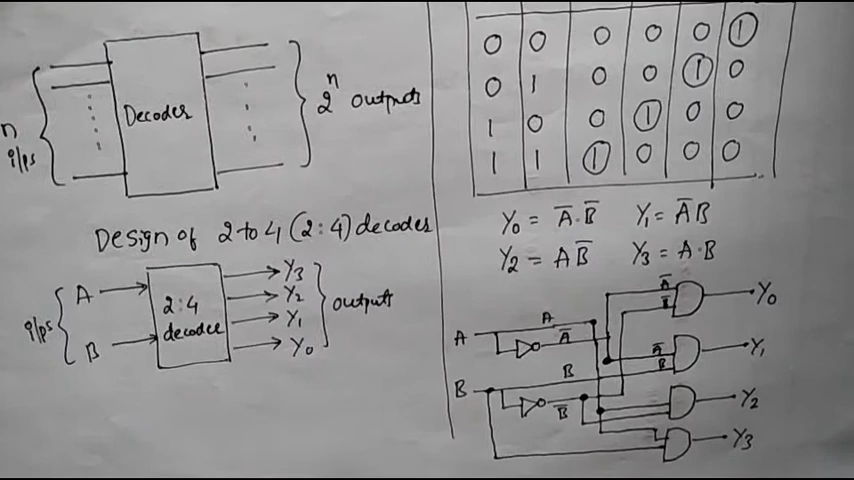 n
i/ps
Decoder
2^n outputs
Design of 2 to 4 (2:4) decoder
i/ps
A
B
2:4
decoder
Y3
Y2
Y1
Y0
outputs
0 0 0 0 0 1
0 1 0 0 1 0
1 0 0 1 0 0
1 1 1 0 0 0
Y0 = A̅·B̅ Y1 = A̅B
Y2 = AB̅ Y3 = A·B
A A A̅ A̅ B̅ Y0
B B B̅ A̅ B Y1
Y2
Y3